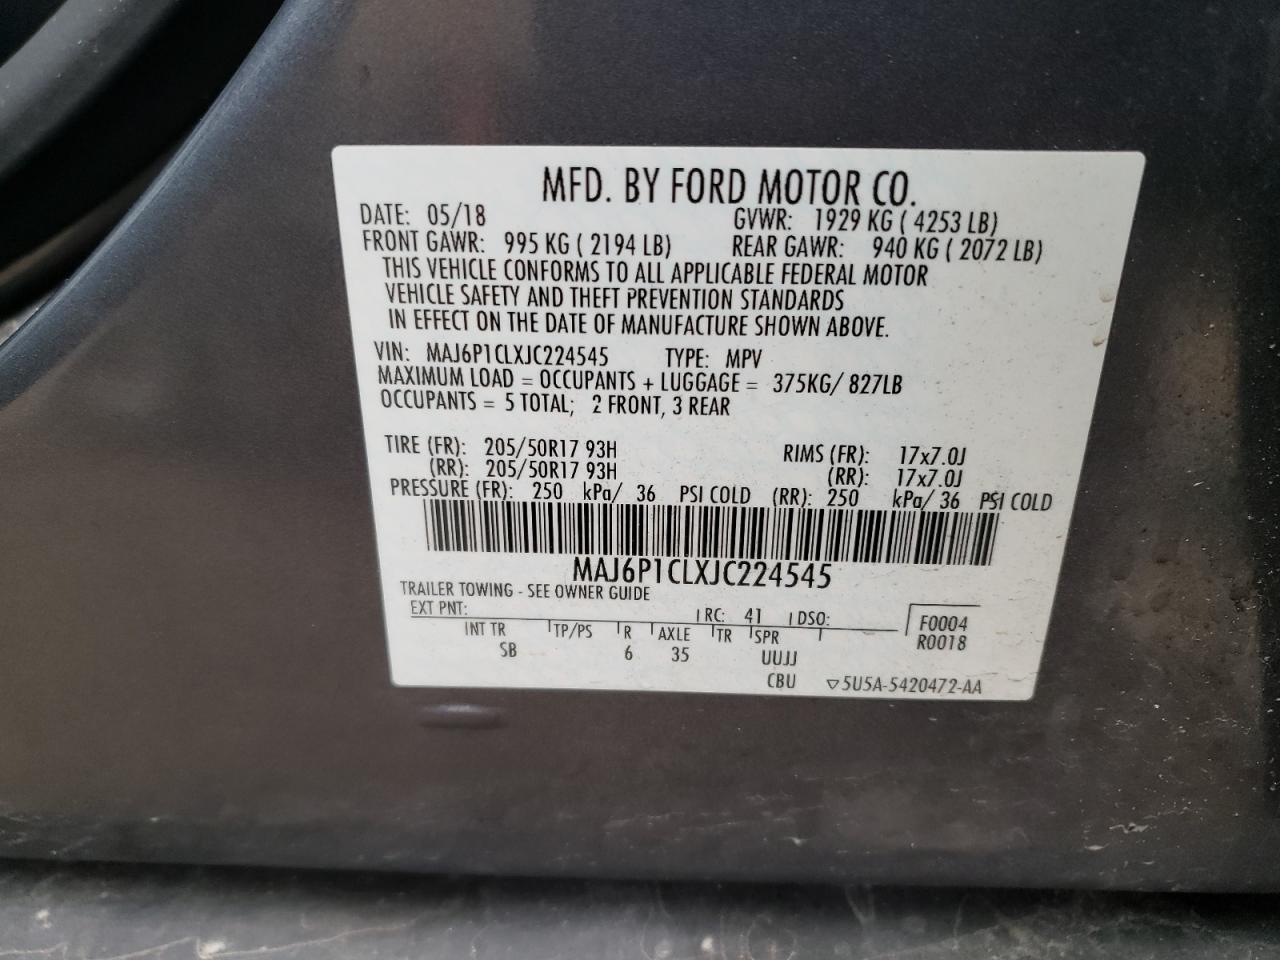 MFD. BY FORD MOTOR CO.
DATE: 05/18 GVWR: 1929 KG ( 4253 LB)
FRONT GAWR: 995 KG ( 2194 LB) REAR GAWR: 940 KG ( 2072 LB)
THIS VEHICLE CONFORMS TO ALL APPLICABLE FEDERAL MOTOR
VEHICLE SAFETY AND THEFT PREVENTION STANDARDS
IN EFFECT ON THE DATE OF MANUFACTURE SHOWN ABOVE.
VIN: MAJ6P1CLXJC224545 TYPE: MPV
MAXIMUM LOAD = OCCUPANTS + LUGGAGE = 375KG/ 827LB
OCCUPANTS = 5 TOTAL; 2 FRONT, 3 REAR
TIRE (FR): 205/50R17 93H RIMS (FR): 17x7.0J
(RR): 205/50R17 93H (RR): 17x7.0J
PRESSURE (FR): 250 kPa/ 36 PSI COLD (RR): 250 kPa/ 36 PSI COLD
MAJ6P1CLXJC224545
TRAILER TOWING - SEE OWNER GUIDE
EXT PNT: RC: 41 DSO: F0004
INT TR TP/PS R AXLE TR SPR R0018
SB 6 35 UUJJ
CBU ▽5U5A-5420472-AA